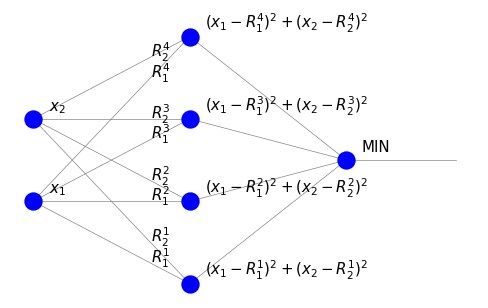 $(x_1 - R_1^4)^2 + (x_2 - R_2^4)^2$
$R_2^4$
$R_1^4$
$x_2$
$(x_1 - R_1^3)^2 + (x_2 - R_2^3)^2$
$R_2^3$
$R_1^3$
MIN
$x_1$
$R_2^2$
$R_1^2$
$(x_1 - R_1^2)^2 + (x_2 - R_2^2)^2$
$R_2^1$
$R_1^1$
$(x_1 - R_1^1)^2 + (x_2 - R_2^1)^2$